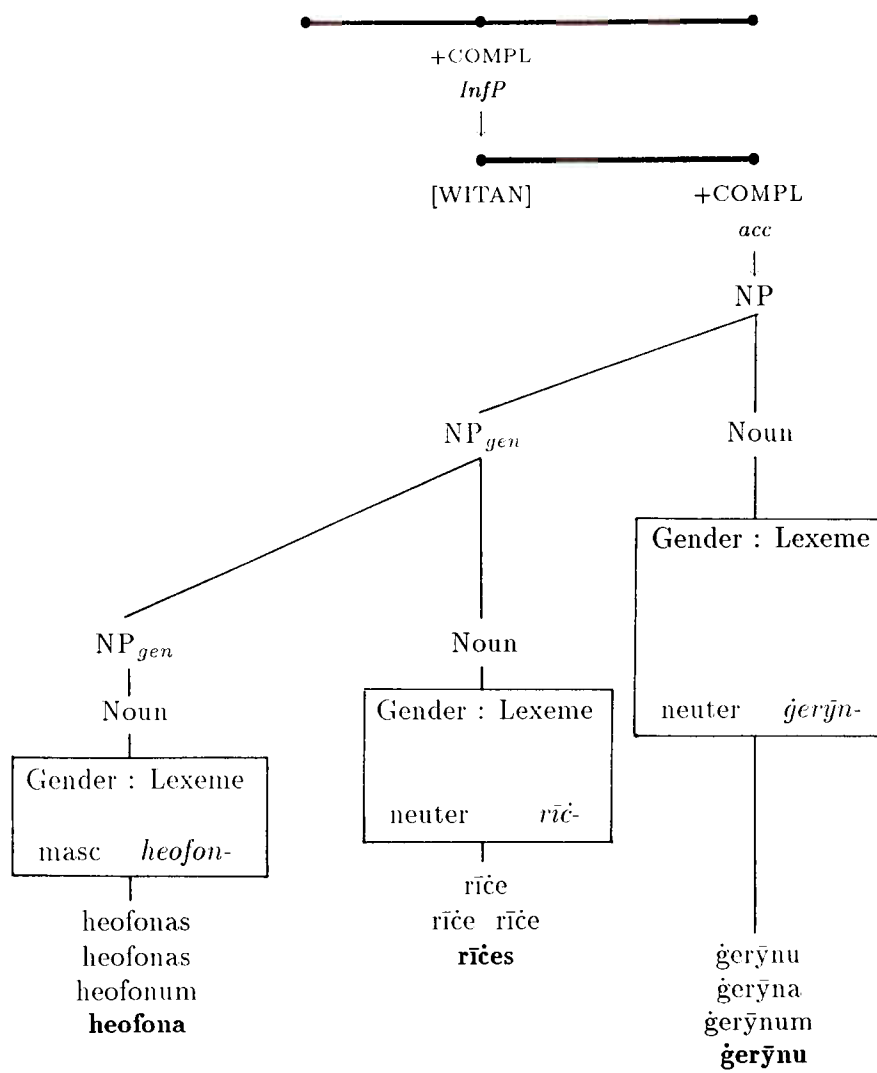 +COMPL
InfP
[WITAN] +COMPL
acc
NP
NPgen Noun
Gender : Lexeme
NPgen Noun
neuter ġerȳn-
Noun Gender : Lexeme
Gender : Lexeme
neuter rīċ-
masc heofon-
rīċe
heofonas rīċe rīċe
heofonas rīċes ġerȳnu
heofonum ġerȳna
heofona ġerȳnum
ġerȳnu